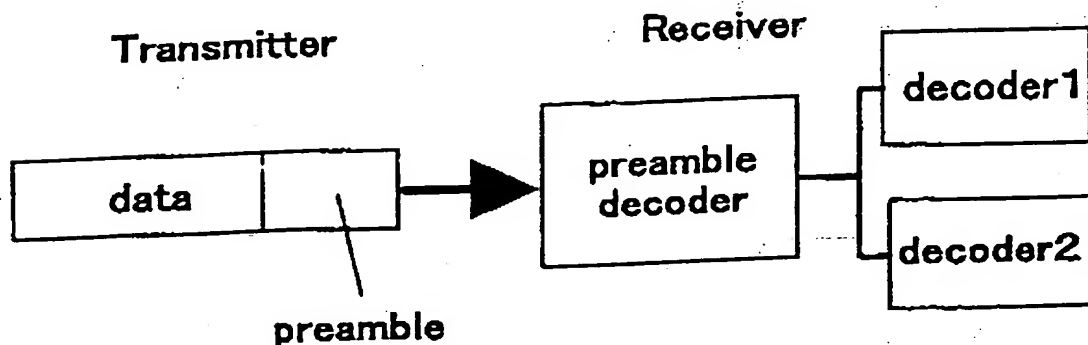 Transmitter
Receiver
data
preamble
preamble
decoder
decoder1
decoder2